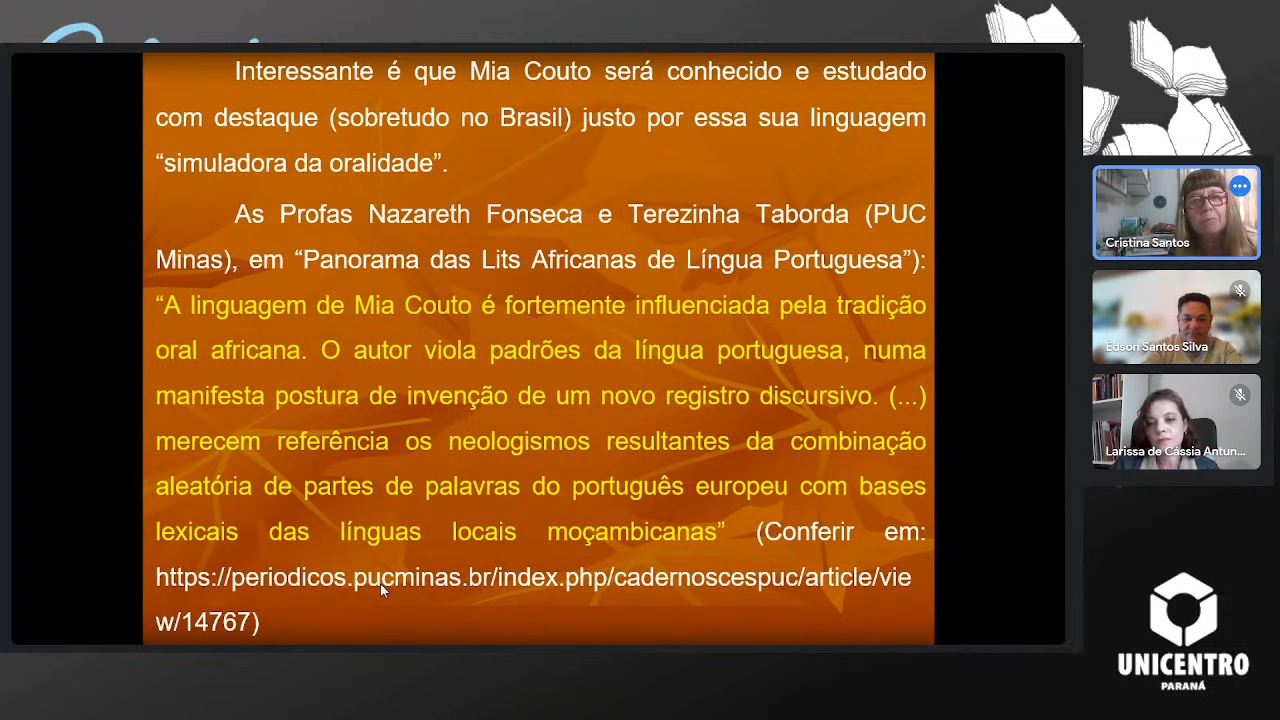 Interessante é que Mia Couto será conhecido e estudado
com destaque (sobretudo no Brasil) justo por essa sua linguagem
“simuladora da oralidade”.
As Profas Nazareth Fonseca e Terezinha Taborda (PUC
Minas), em “Panorama das Lits Africanas de Língua Portuguesa”):
“A linguagem de Mia Couto é fortemente influenciada pela tradição
oral africana. O autor viola padrões da língua portuguesa, numa
manifesta postura de invenção de um novo registro discursivo. (...)
merecem referência os neologismos resultantes da combinação
aleatória de partes de palavras do português europeu com bases
lexicais das línguas locais moçambicanas” (Conferir em:
https://periodicos.pucminas.br/index.php/cadernoscespuc/article/vie
w/14767)
Cristina Santos
Edson Santos Silva
Larissa de Cássia Antun...
UNICENTRO
PARANÁ